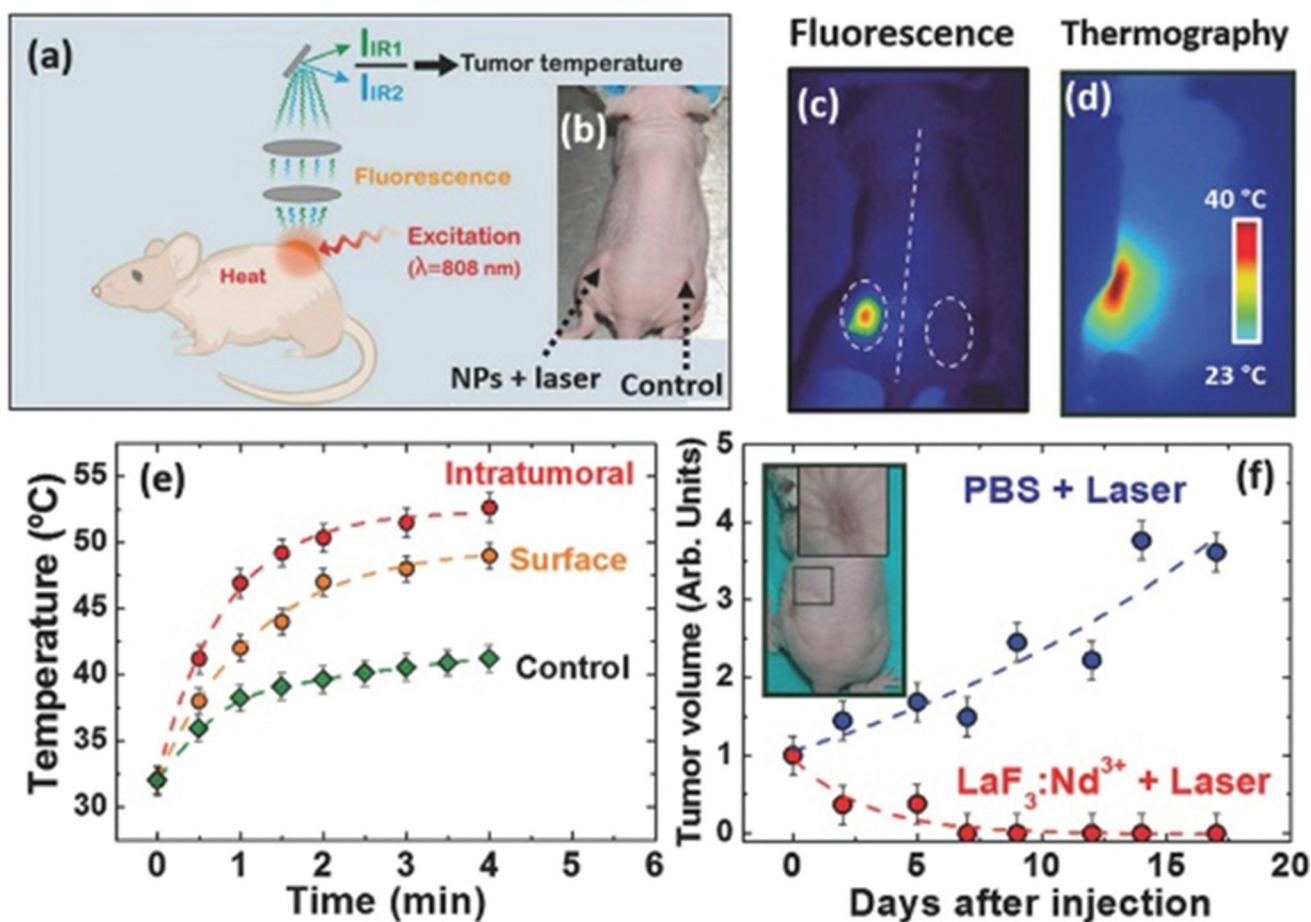 (a)
I_IR1
I_IR2
Tumor temperature
Fluorescence
Excitation
(λ=808 nm)
Heat
(b)
NPs + laser
Control
Fluorescence
(c)
Thermography
(d)
40 °C
23 °C
(e)
Temperature (ºC)
55
50
45
40
35
30
Intratumoral
Surface
Control
0 1 2 3 4 5 6
Time (min)
(f)
Tumor volume (Arb. Units)
5
4
3
2
1
0
PBS + Laser
LaF₃:Nd³⁺ + Laser
0 5 10 15 20
Days after injection